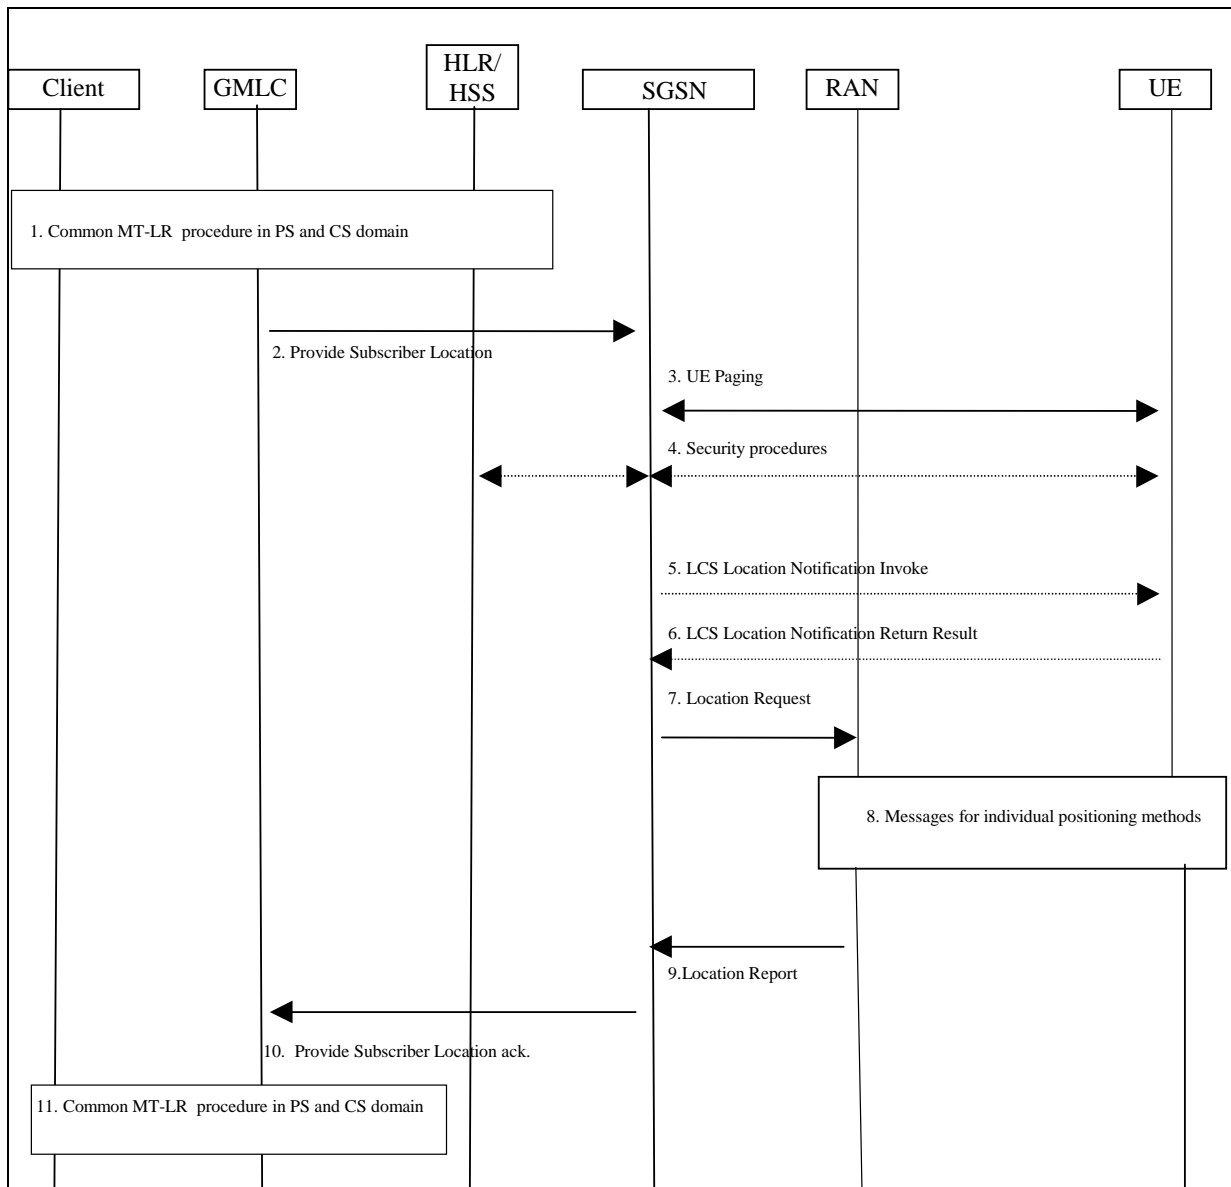 Client
GMLC
HLR/
HSS
SGSN
RAN
UE
1. Common MT-LR procedure in PS and CS domain
2. Provide Subscriber Location
3. UE Paging
4. Security procedures
5. LCS Location Notification Invoke
6. LCS Location Notification Return Result
7. Location Request
8. Messages for individual positioning methods
9.Location Report
10. Provide Subscriber Location ack.
11. Common MT-LR procedure in PS and CS domain